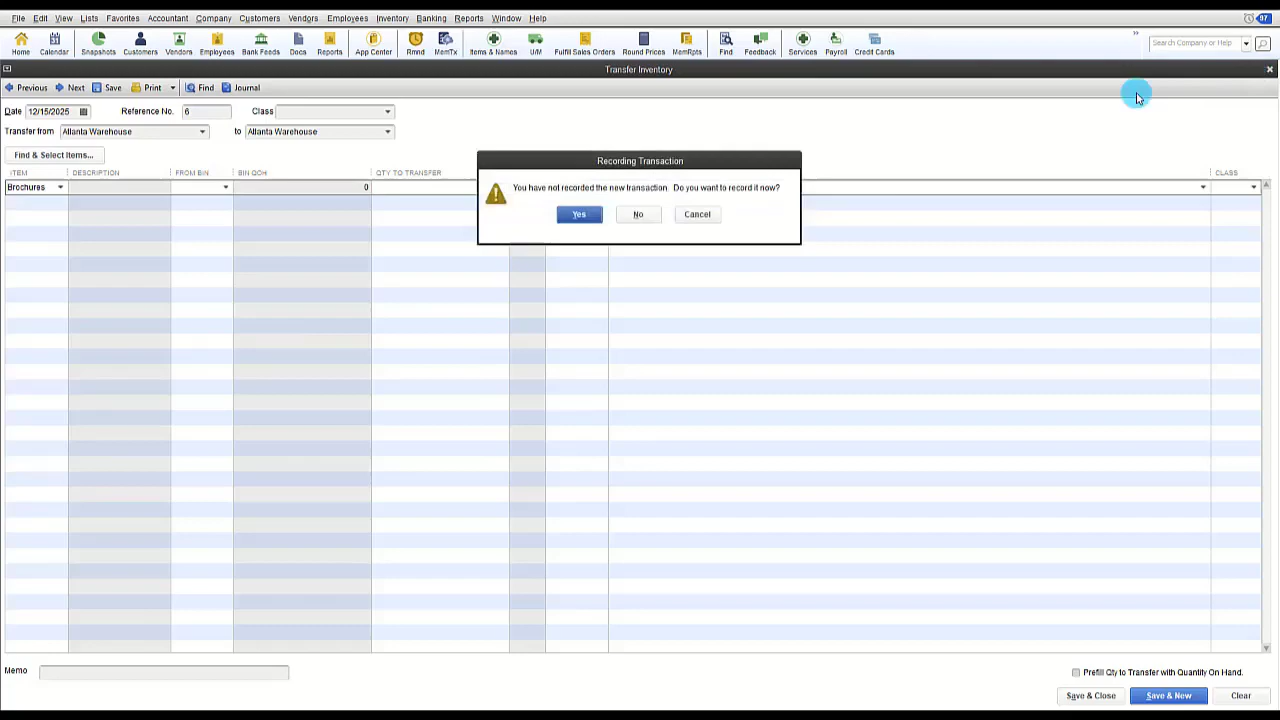 File Edit View Lists Favorites Accountant Company Customers Vendors Employees Inventory Banking Reports Window Help 97
Home Calendar Snapshots Customers Vendors Employees Bank Feeds Docs Reports App Center Rmnd MemTx Items & Names U/M Fulfill Sales Orders Round Prices MemRpts Find Feedback Services Payroll Credit Cards » Search Company or Help
Transfer Inventory
Previous Next Save Print Find Journal
Date 12/15/2025 Reference No. 6 Class
Transfer from Atlanta Warehouse to Atlanta Warehouse
Find & Select Items...
Recording Transaction
ITEM DESCRIPTION FROM BIN BIN QOH QTY TO TRANSFER CLASS
Brochures 0
You have not recorded the new transaction. Do you want to record it now?
Yes No Cancel
Memo
Prefill Qty to Transfer with Quantity On Hand.
Save & Close Save & New Clear